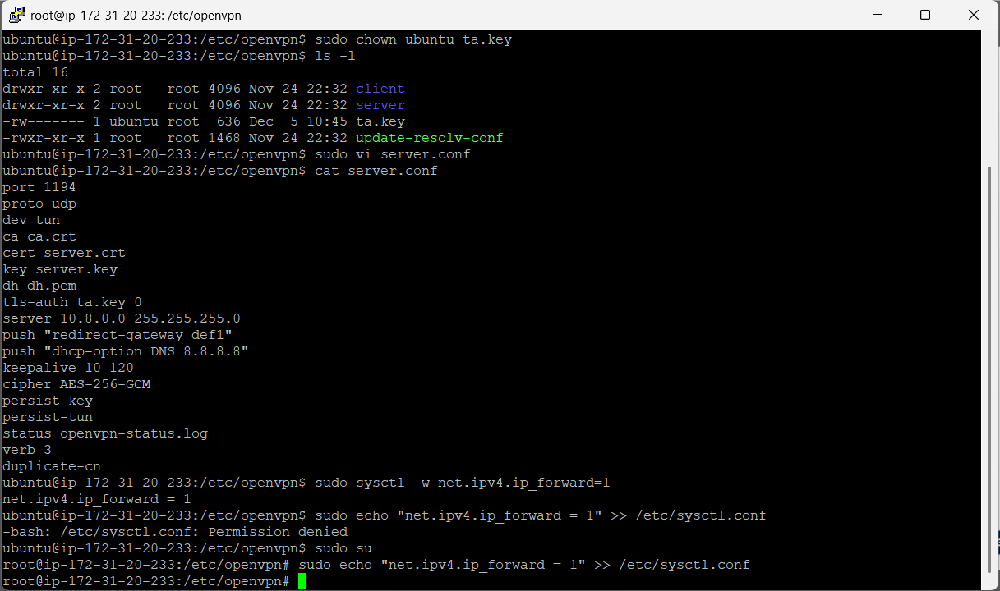 root@ip-172-31-20-233: /etc/openvpn
ubuntu@ip-172-31-20-233:/etc/openvpn$ sudo chown ubuntu ta.key
ubuntu@ip-172-31-20-233:/etc/openvpn$ ls -l
total 16
drwxr-xr-x 2 root   root 4096 Nov 24 22:32 client
drwxr-xr-x 2 root   root 4096 Nov 24 22:32 server
-rw------- 1 ubuntu root  636 Dec  5 10:45 ta.key
-rwxr-xr-x 1 root   root 1468 Nov 24 22:32 update-resolv-conf
ubuntu@ip-172-31-20-233:/etc/openvpn$ sudo vi server.conf
ubuntu@ip-172-31-20-233:/etc/openvpn$ cat server.conf
port 1194
proto udp
dev tun
ca ca.crt
cert server.crt
key server.key
dh dh.pem
tls-auth ta.key 0
server 10.8.0.0 255.255.255.0
push "redirect-gateway def1"
push "dhcp-option DNS 8.8.8.8"
keepalive 10 120
cipher AES-256-GCM
persist-key
persist-tun
status openvpn-status.log
verb 3
duplicate-cn
ubuntu@ip-172-31-20-233:/etc/openvpn$ sudo sysctl -w net.ipv4.ip_forward=1
net.ipv4.ip_forward = 1
ubuntu@ip-172-31-20-233:/etc/openvpn$ sudo echo "net.ipv4.ip_forward = 1" >> /etc/sysctl.conf
-bash: /etc/sysctl.conf: Permission denied
ubuntu@ip-172-31-20-233:/etc/openvpn$ sudo su
root@ip-172-31-20-233:/etc/openvpn# sudo echo "net.ipv4.ip_forward = 1" >> /etc/sysctl.conf
root@ip-172-31-20-233:/etc/openvpn#